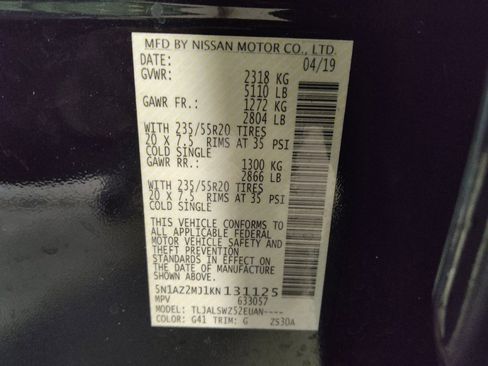 MFD BY NISSAN MOTOR CO., LTD.
DATE: 04/19
GVWR: 2318 KG
5110 LB
GAWR FR.: 1272 KG
2804 LB
WITH 235/55R20 TIRES
20 X 7.5 RIMS AT 35 PSI
COLD SINGLE
GAWR RR.: 1300 KG
2866 LB
WITH 235/55R20 TIRES
20 X 7.5 RIMS AT 35 PSI
COLD SINGLE
THIS VEHICLE CONFORMS TO
ALL APPLICABLE FEDERAL
MOTOR VEHICLE SAFETY AND
THEFT PREVENTION
STANDARDS IN EFFECT ON
THE DATE OF MANUFACTURE
SHOWN ABOVE.
5N1AZ2MJ1KN131125
MPV 633057
MODEL: TLJALSWZ52EUAN----
COLOR: G41 TRIM: G ZS30A